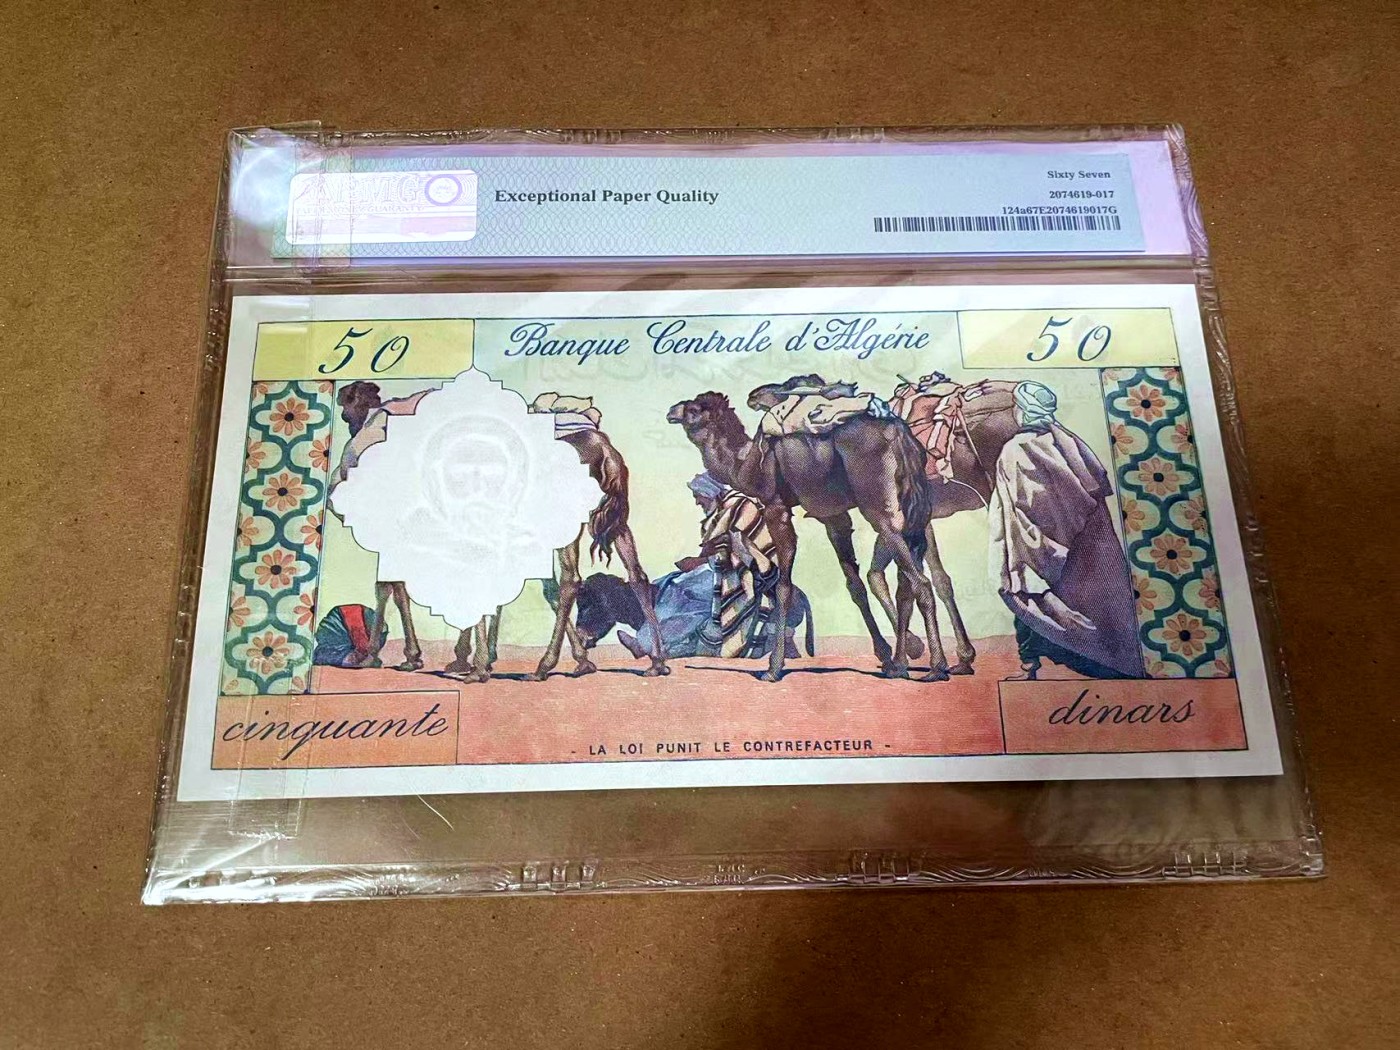 PMG
Exceptional Paper Quality
Sixty Seven
2074619-017
124a67E2074619017G
50
Banque Centrale d'Algérie
50
cinquante
dinars
- LA LOI PUNIT LE CONTREFACTEUR -